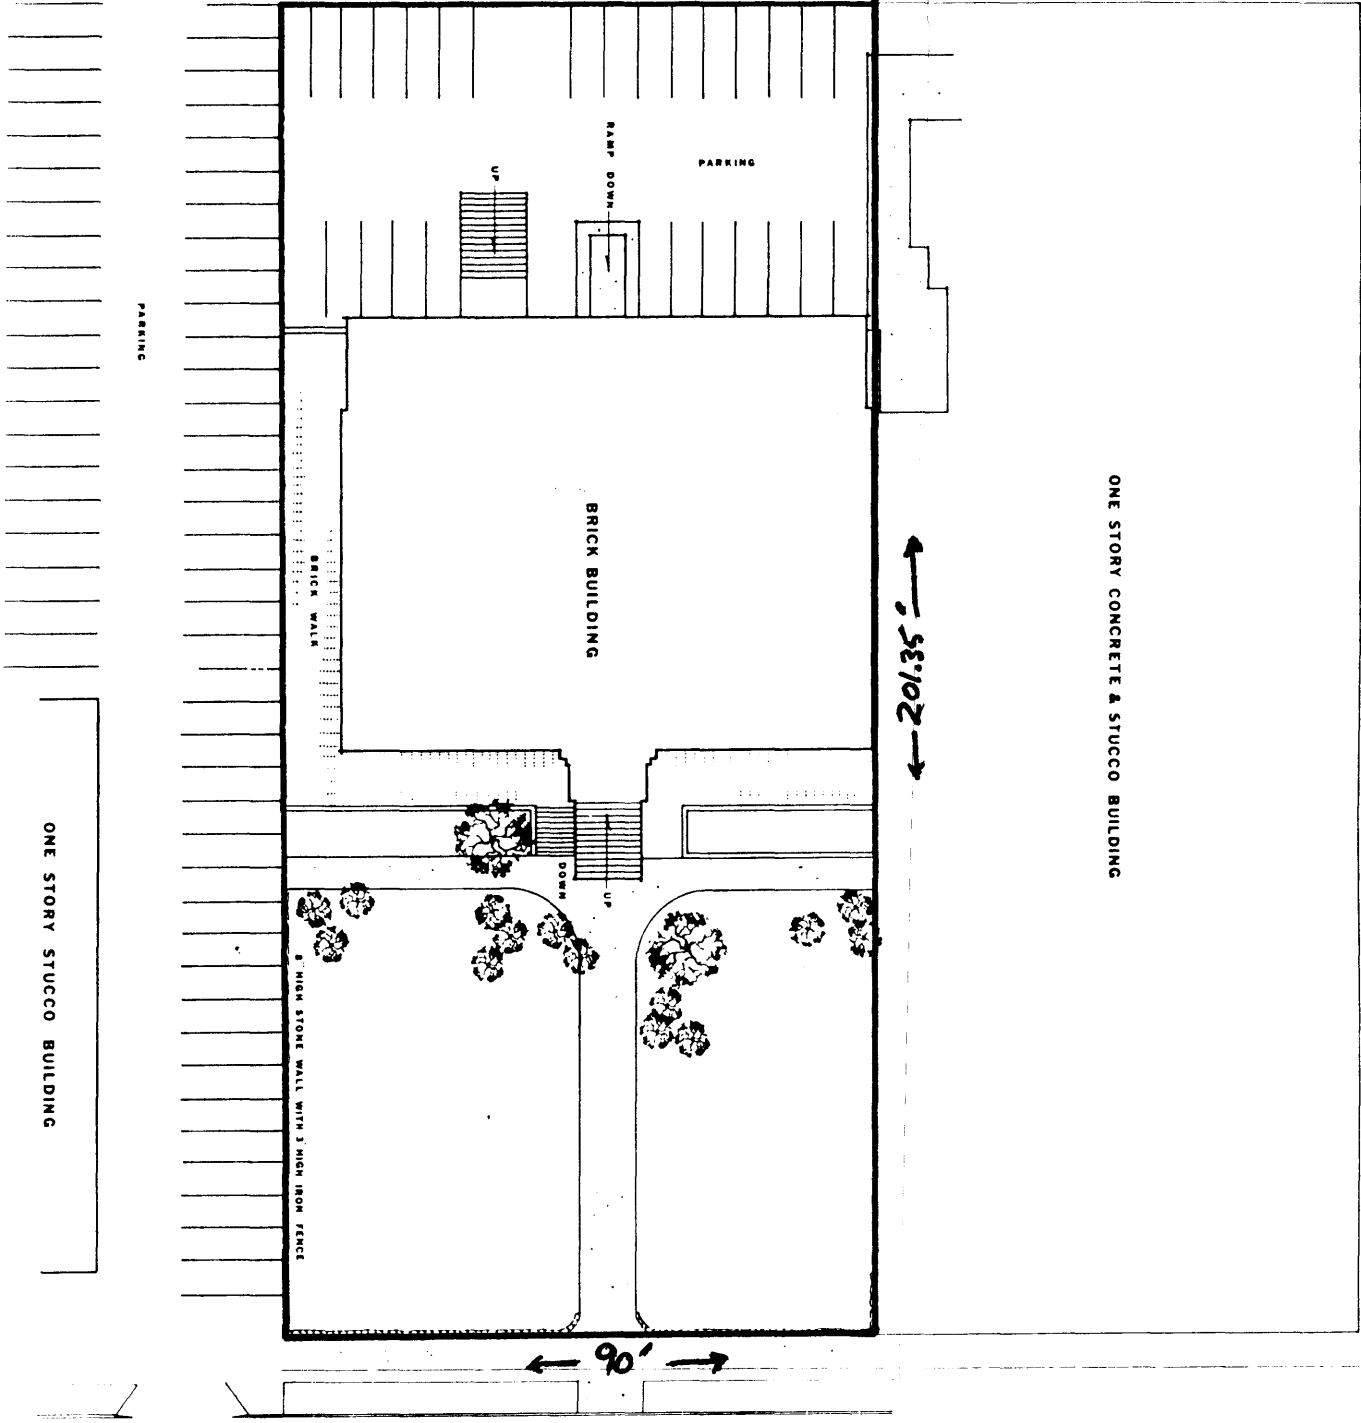 RAMP DOWN
UP
PARKING
PARKING
BRICK BUILDING
BRICK WALK
ONE STORY CONCRETE & STUCCO BUILDING
201.35'
ONE STORY STUCCO BUILDING
DOWN
UP
8" HIGH STONE WALL WITH 3' HIGH IRON FENCE
90'